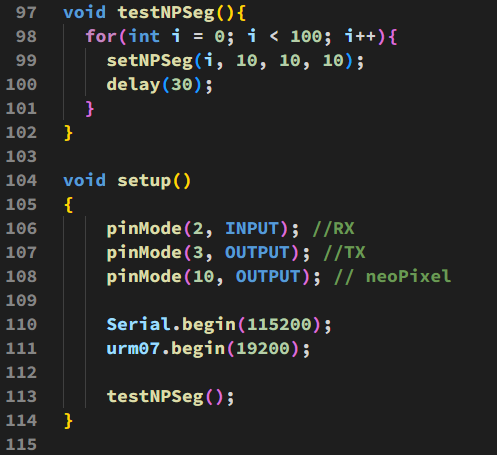 97 void testNPSeg(){
98 for(int i = 0; i < 100; i++){
99 setNPSeg(i, 10, 10, 10);
100 delay(30);
101 }
102 }
103
104 void setup()
105 {
106 pinMode(2, INPUT); //RX
107 pinMode(3, OUTPUT); //TX
108 pinMode(10, OUTPUT); // neoPixel
109
110 Serial.begin(115200);
111 urm07.begin(19200);
112
113 testNPSeg();
114 }
115